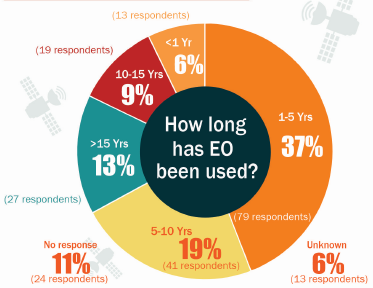 (13 respondents)
<1 Yr
6%
(19 respondents)
10-15 Yrs
9%
1-5 Yrs
37%
How long
has EO
been used?
>15 Yrs
13%
(27 respondents)
(79 respondents)
5-10 Yrs
19%
(41 respondents)
No response
11%
(24 respondents)
Unknown
6%
(13 respondents)